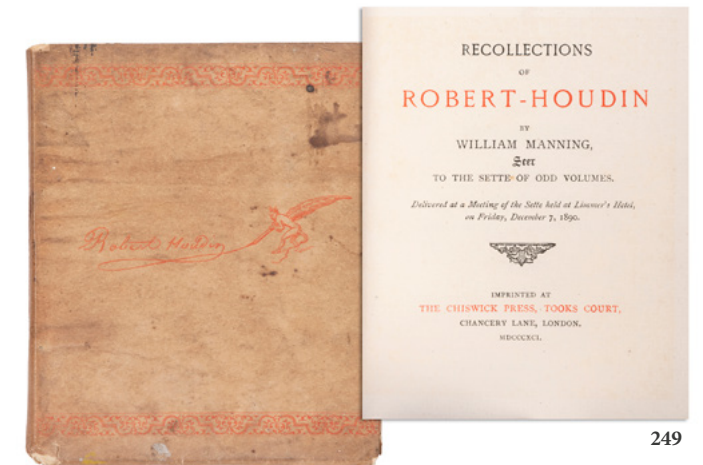 Robert Houdin
RECOLLECTIONS
OF
ROBERT-HOUDIN
BY
WILLIAM MANNING,
Seer
TO THE SETTE OF ODD VOLUMES.
Delivered at a Meeting of the Sette held at Limmer's Hotel,
on Friday, December 7, 1890.
IMPRINTED AT
THE CHISWICK PRESS, TOOKS COURT,
CHANCERY LANE, LONDON.
MDCCCXCI.
249